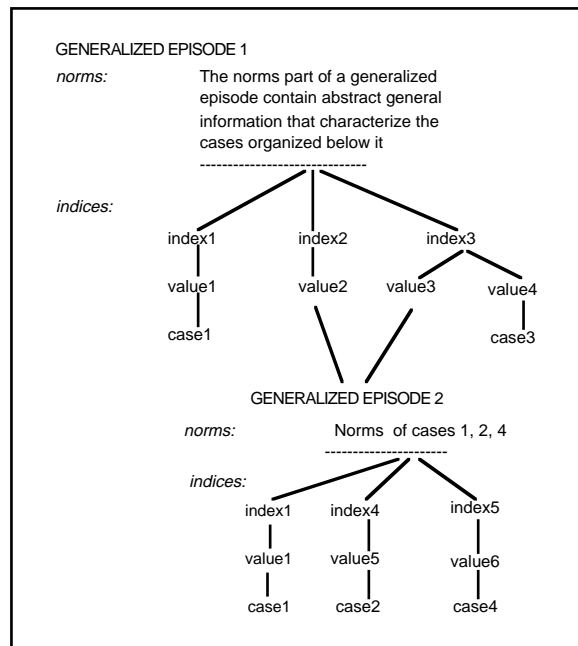 GENERALIZED EPISODE 1
norms: The norms part of a generalized
episode contain abstract general
information that characterize the
cases organized below it
------------------------------
indices:
index1 index2 index3
value1 value2 value3 value4
case1 case3
GENERALIZED EPISODE 2
norms: Norms of cases 1, 2, 4
----------------------
indices:
index1 index4 index5
value1 value5 value6
case1 case2 case4